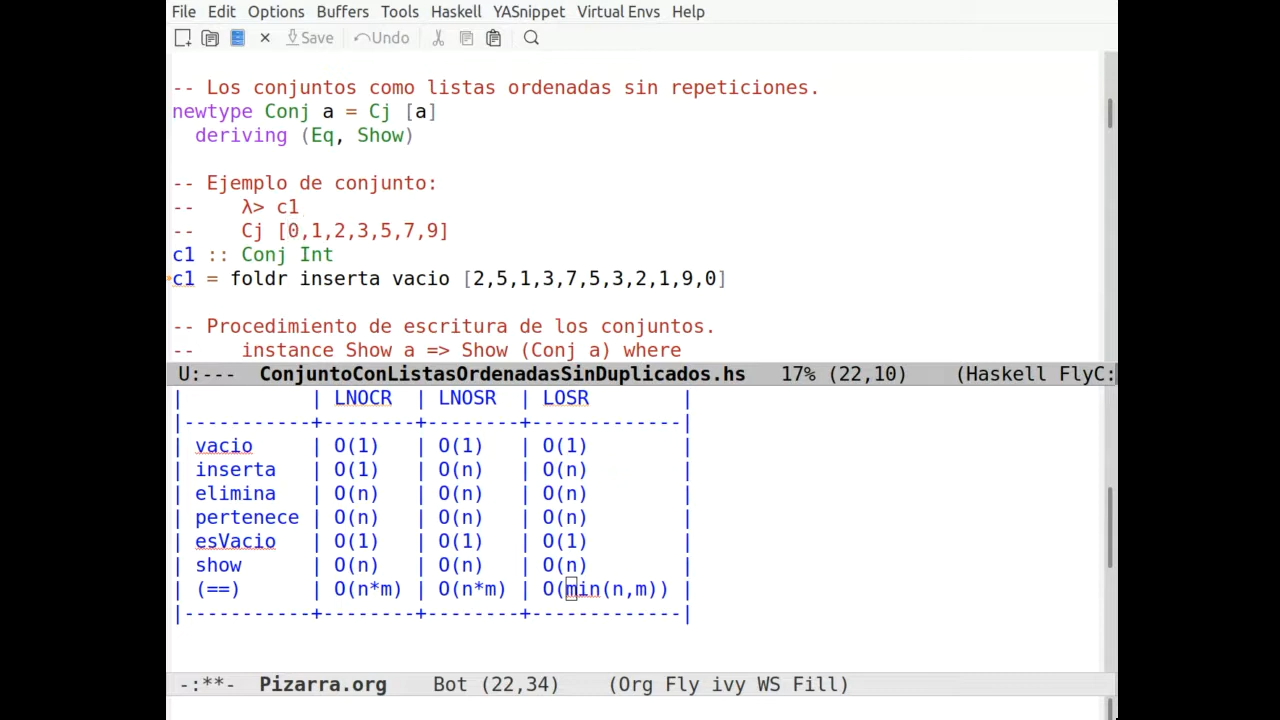 File Edit Options Buffers Tools Haskell YASnippet Virtual Envs Help
Save Undo
-- Los conjuntos como listas ordenadas sin repeticiones.
newtype Conj a = Cj [a]
  deriving (Eq, Show)
-- Ejemplo de conjunto:
--    λ> c1
--    Cj [0,1,2,3,5,7,9]
c1 :: Conj Int
c1 = foldr inserta vacio [2,5,1,3,7,5,3,2,1,9,0]
-- Procedimiento de escritura de los conjuntos.
--    instance Show a => Show (Conj a) where
U:---  ConjuntoConListasOrdenadasSinDuplicados.hs   17% (22,10)    (Haskell FlyC:
|           | LNOCR  | LNOSR  | LOSR        |
|-----------+--------+--------+-------------|
| vacio     | O(1)   | O(1)   | O(1)        |
| inserta   | O(1)   | O(n)   | O(n)        |
| elimina   | O(n)   | O(n)   | O(n)        |
| pertenece | O(n)   | O(n)   | O(n)        |
| esVacio   | O(1)   | O(1)   | O(1)        |
| show      | O(n)   | O(n)   | O(n)        |
| (==)      | O(n*m) | O(n*m) | O(min(n,m)) |
|-----------+--------+--------+-------------|
-:**-  Pizarra.org    Bot (22,34)    (Org Fly ivy WS Fill)